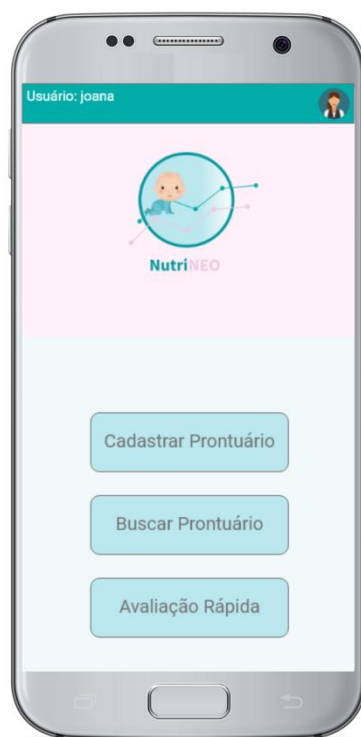 Usuário: joana
NutriNEO
Cadastrar Prontuário
Buscar Prontuário
Avaliação Rápida